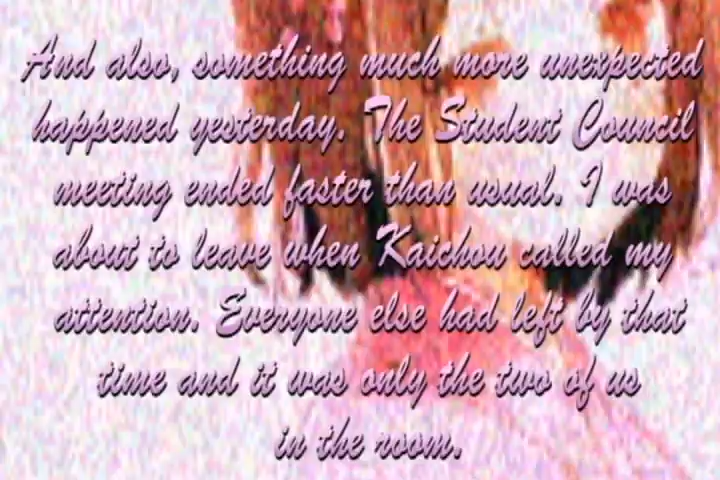 And also, something much more unexpected
happened yesterday. The Student Council
meeting ended faster than usual. I was
about to leave when Kaichou called my
attention. Everyone else had left by that
time and it was only the two of us
in the room.